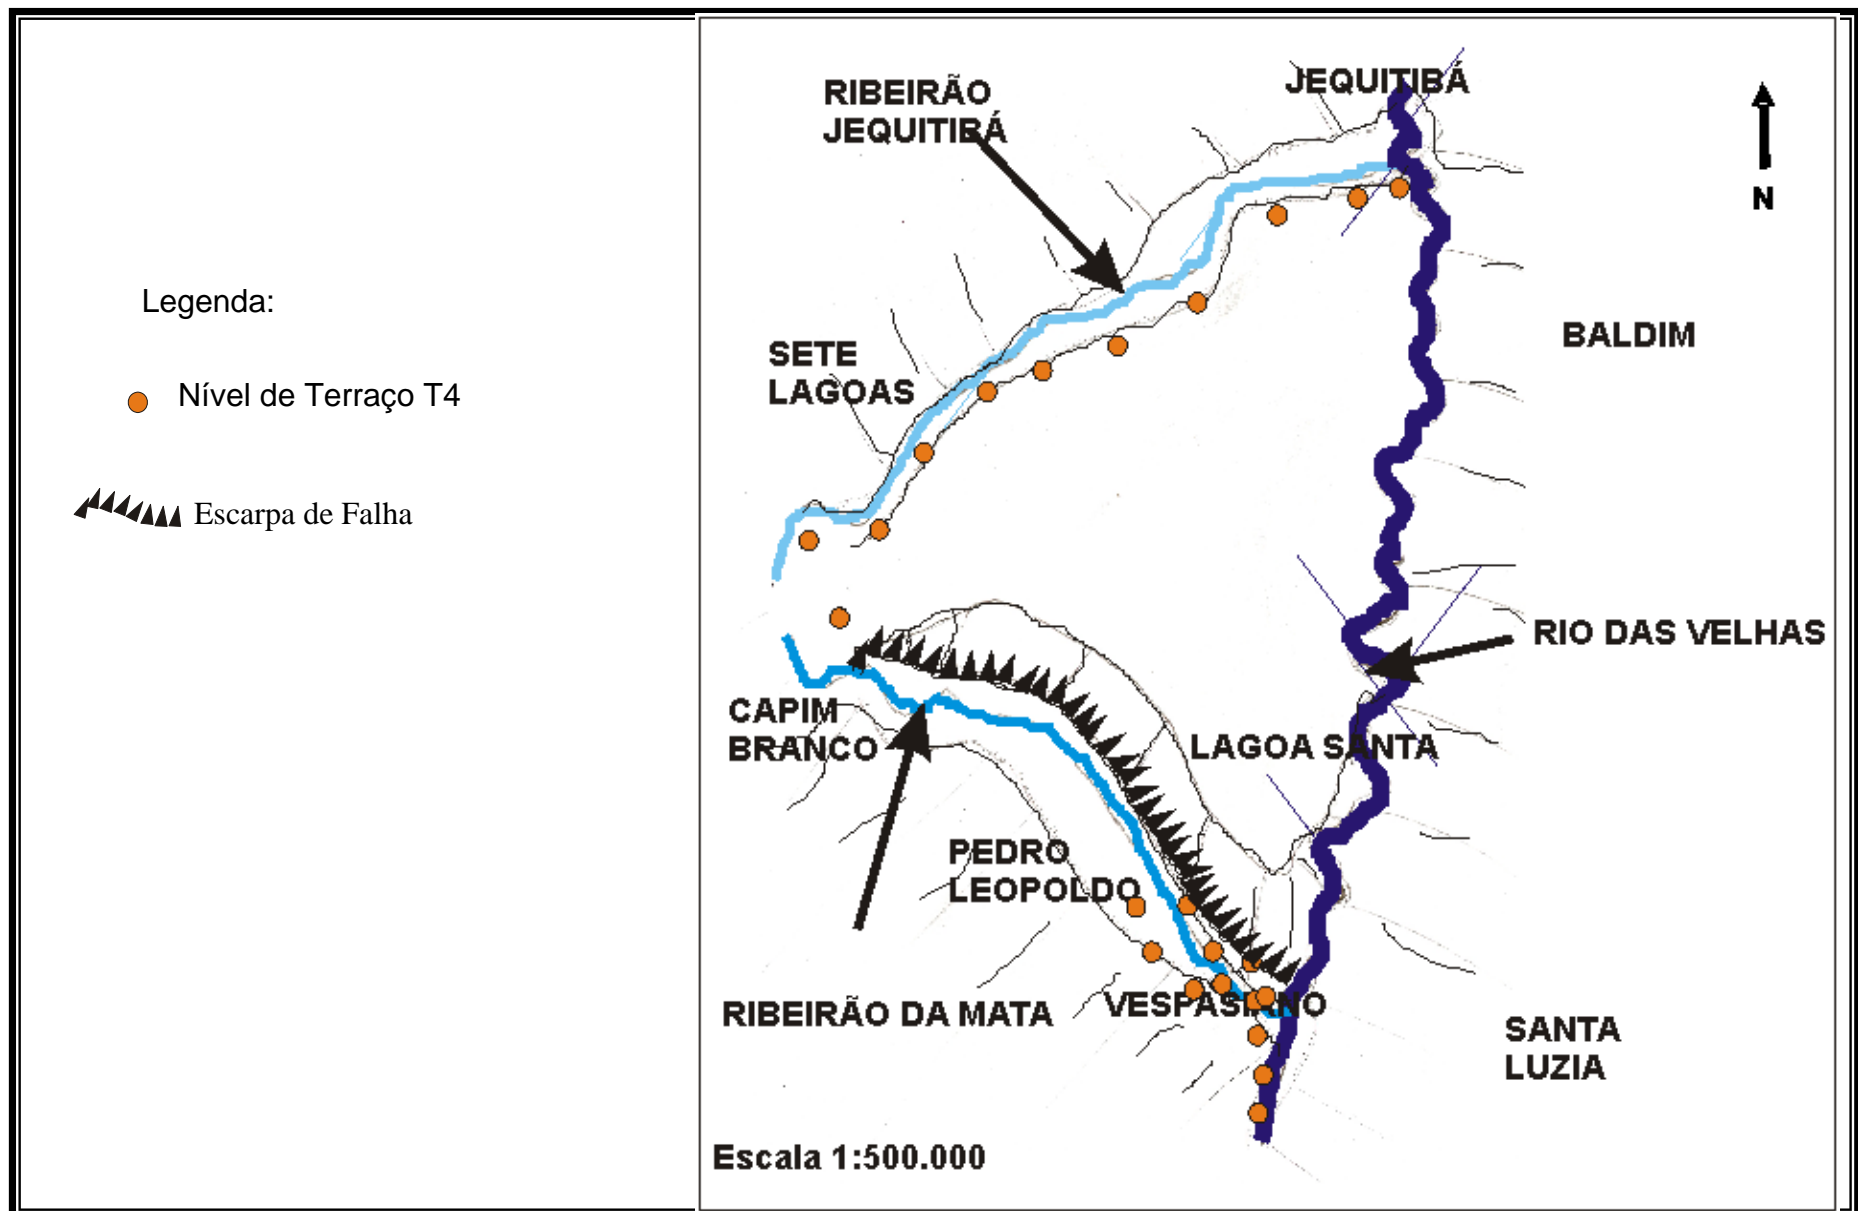 Legenda:
Nível de Terraço T4
Escarpa de Falha
RIBEIRÃO
JEQUITIBÁ
JEQUITIBÁ
N
SETE
LAGOAS
BALDIM
RIO DAS VELHAS
CAPIM
BRANCO
LAGOA SANTA
PEDRO
LEOPOLDO
RIBEIRÃO DA MATA
VESPASIANO
SANTA
LUZIA
Escala 1:500.000